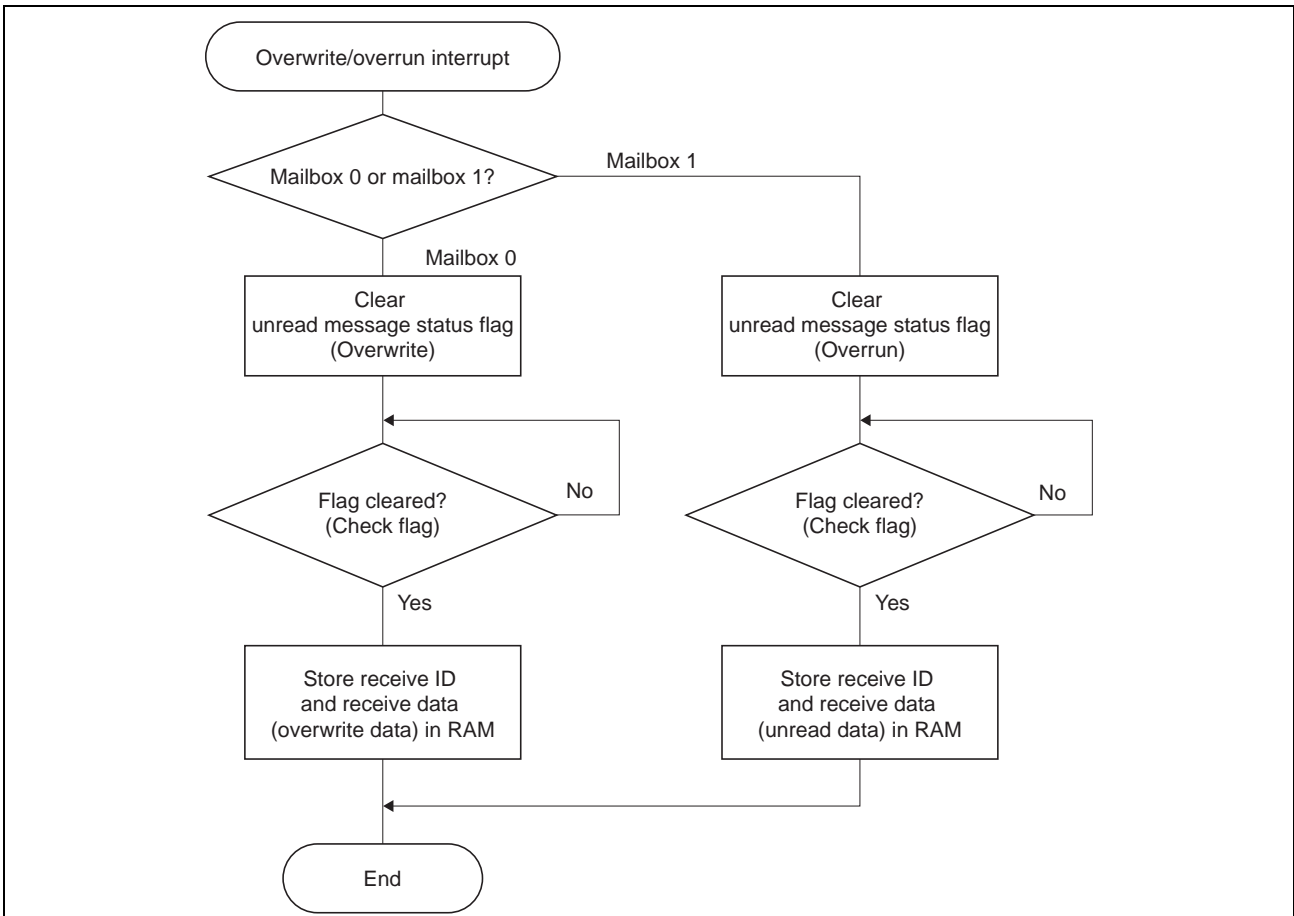 Overwrite/overrun interrupt
Mailbox 0 or mailbox 1?
Mailbox 1
Mailbox 0
Clear
unread message status flag
(Overwrite)
Clear
unread message status flag
(Overrun)
Flag cleared?
(Check flag)
No
Flag cleared?
(Check flag)
No
Yes
Yes
Store receive ID
and receive data
(overwrite data) in RAM
Store receive ID
and receive data
(unread data) in RAM
End